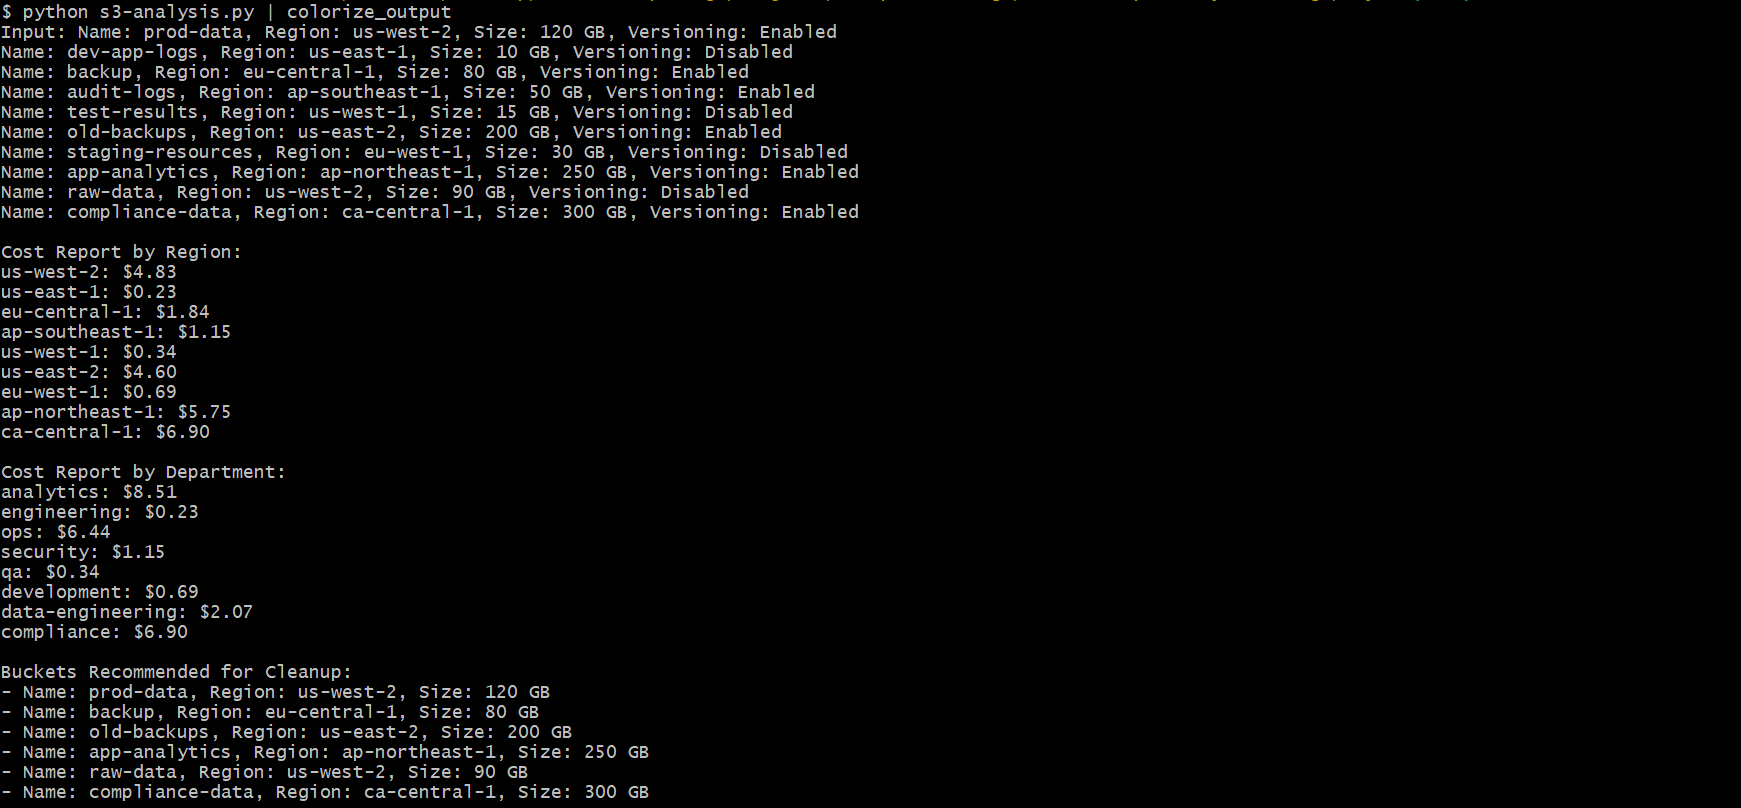 $ python s3-analysis.py | colorize_output
Input: Name: prod-data, Region: us-west-2, Size: 120 GB, Versioning: Enabled
Name: dev-app-logs, Region: us-east-1, Size: 10 GB, Versioning: Disabled
Name: backup, Region: eu-central-1, Size: 80 GB, Versioning: Enabled
Name: audit-logs, Region: ap-southeast-1, Size: 50 GB, Versioning: Enabled
Name: test-results, Region: us-west-1, Size: 15 GB, Versioning: Disabled
Name: old-backups, Region: us-east-2, Size: 200 GB, Versioning: Enabled
Name: staging-resources, Region: eu-west-1, Size: 30 GB, Versioning: Disabled
Name: app-analytics, Region: ap-northeast-1, Size: 250 GB, Versioning: Enabled
Name: raw-data, Region: us-west-2, Size: 90 GB, Versioning: Disabled
Name: compliance-data, Region: ca-central-1, Size: 300 GB, Versioning: Enabled

Cost Report by Region:
us-west-2: $4.83
us-east-1: $0.23
eu-central-1: $1.84
ap-southeast-1: $1.15
us-west-1: $0.34
us-east-2: $4.60
eu-west-1: $0.69
ap-northeast-1: $5.75
ca-central-1: $6.90

Cost Report by Department:
analytics: $8.51
engineering: $0.23
ops: $6.44
security: $1.15
qa: $0.34
development: $0.69
data-engineering: $2.07
compliance: $6.90

Buckets Recommended for Cleanup:
- Name: prod-data, Region: us-west-2, Size: 120 GB
- Name: backup, Region: eu-central-1, Size: 80 GB
- Name: old-backups, Region: us-east-2, Size: 200 GB
- Name: app-analytics, Region: ap-northeast-1, Size: 250 GB
- Name: raw-data, Region: us-west-2, Size: 90 GB
- Name: compliance-data, Region: ca-central-1, Size: 300 GB